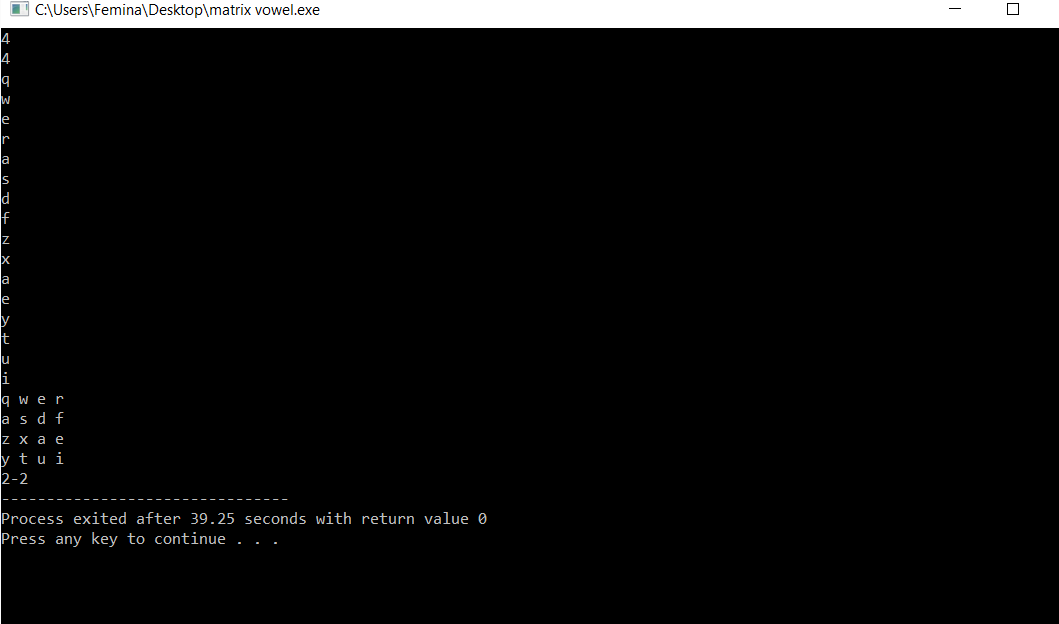 C:\Users\Femina\Desktop\matrix vowel.exe
4
4
q
w
e
r
a
s
d
f
z
x
a
e
y
t
u
i
q w e r
a s d f
z x a e
y t u i
2-2
--------------------------------
Process exited after 39.25 seconds with return value 0
Press any key to continue . . .